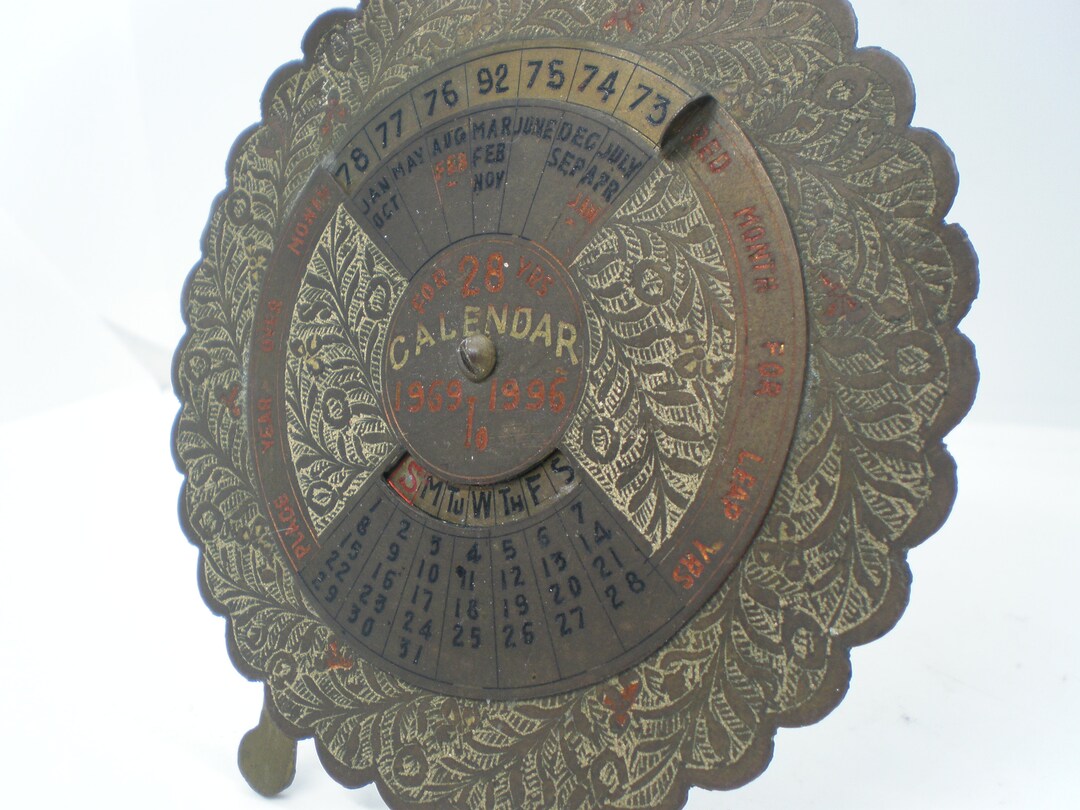 78 77 76 92 75 74 73
JAN MAY AUG MAR JUNE DEC JULY
OCT FEB FEB SEP APR
NOV JAN
FOR 28 YRS
CALENDAR
1969 - 1996
S M TU W TH F S
1 2 3 4 5 6 7
8 9 10 11 12 13 14
15 16 17 18 19 20 21
22 23 24 25 26 27 28
29 30 31
PLACE YEAR OVER MONTH
RED MONTH FOR LEAP YRS